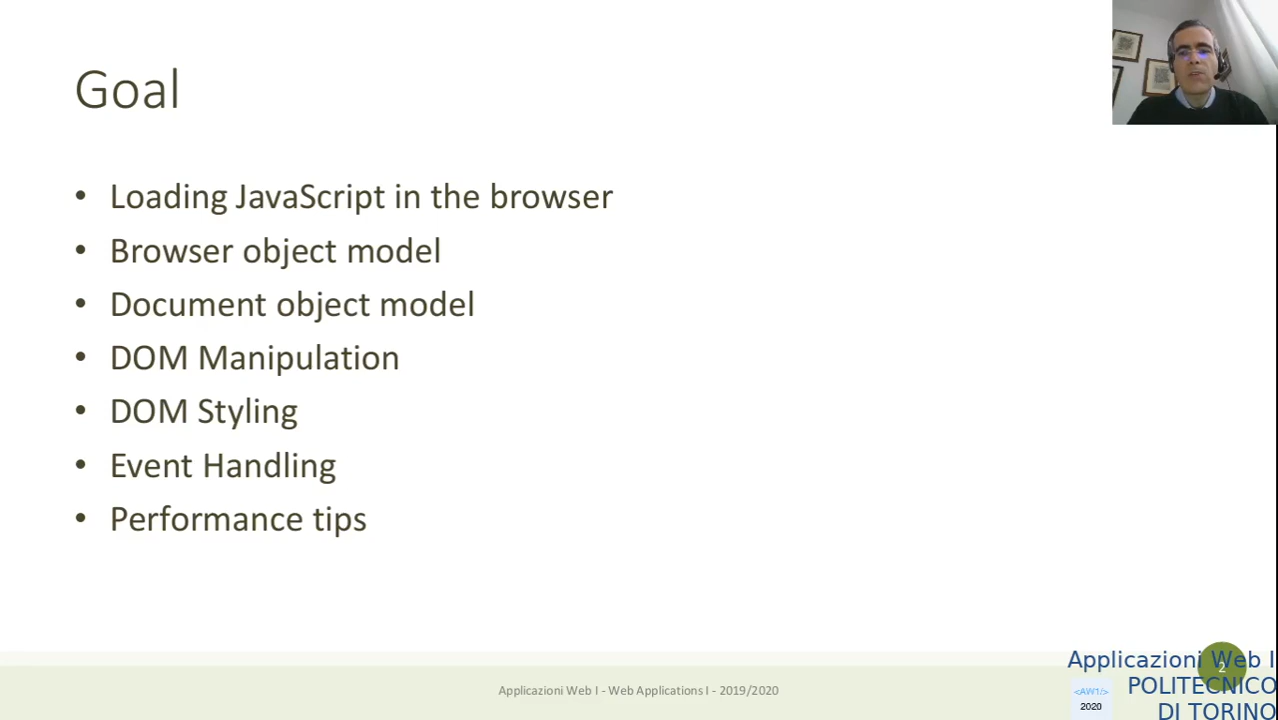 Goal
• Loading JavaScript in the browser
• Browser object model
• Document object model
• DOM Manipulation
• DOM Styling
• Event Handling
• Performance tips
Applicazioni Web I - Web Applications I - 2019/2020
2
Applicazioni Web I
POLITECNICO
DI TORINO
<AW1/>
2020